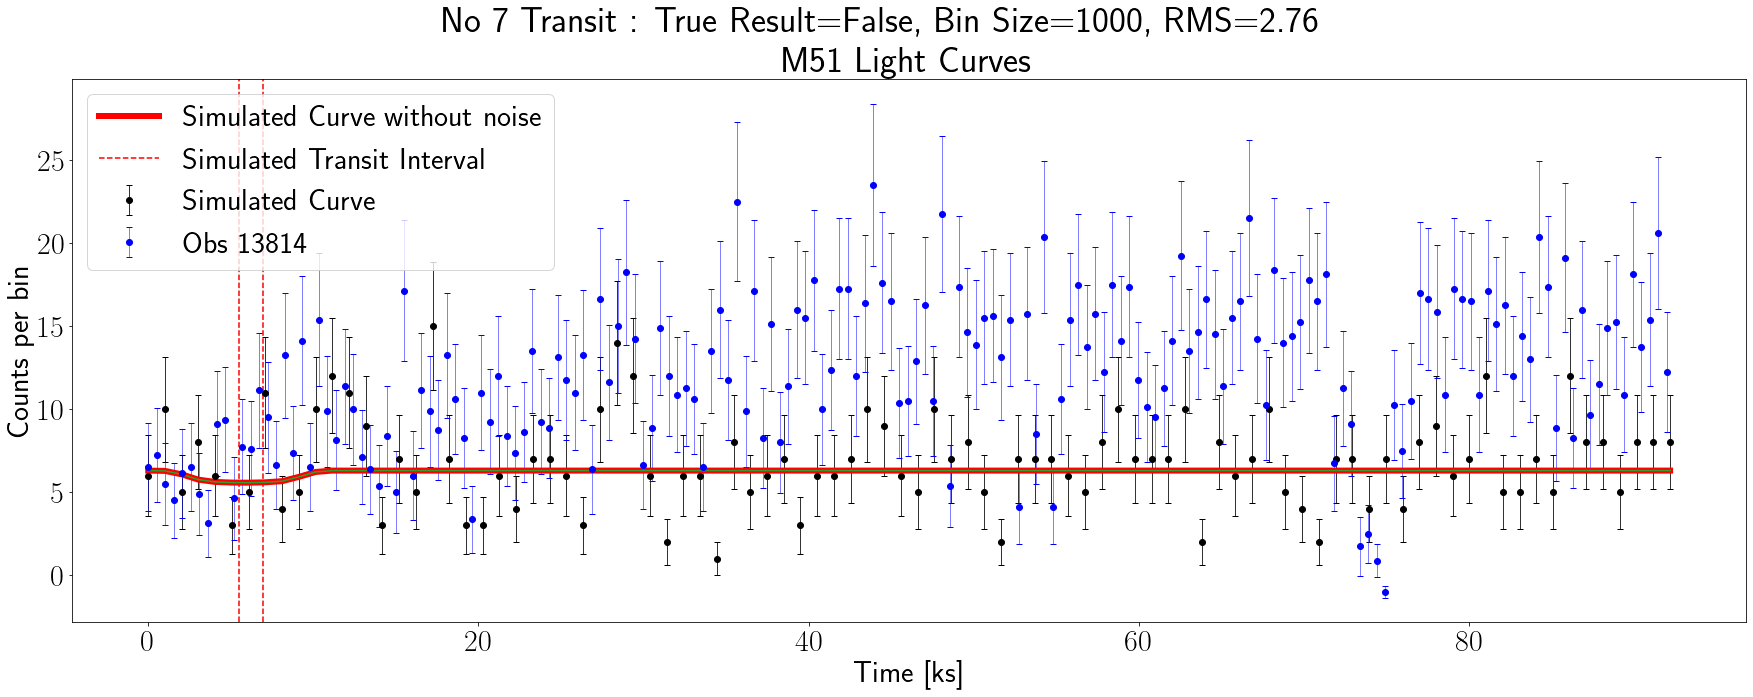 No 7 Transit : True Result=False, Bin Size=1000, RMS=2.76
M51 Light Curves
Simulated Curve without noise
Simulated Transit Interval
Simulated Curve
Obs 13814
Counts per bin
25
20
15
10
5
0
0 20 40 60 80
Time [ks]